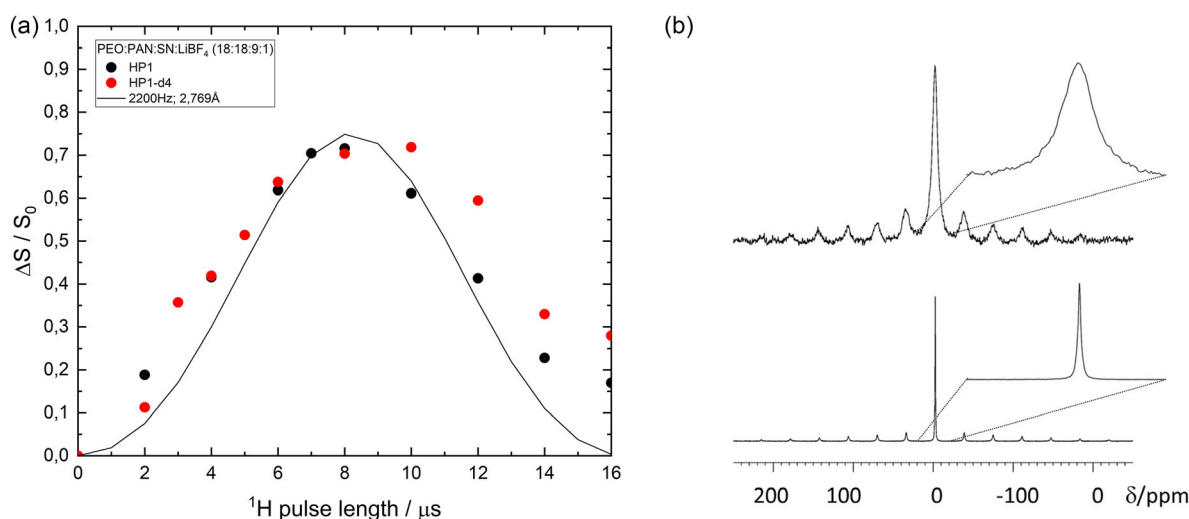 (a)
1,0
0,9
0,8
0,7
0,6
0,5
0,4
0,3
0,2
0,1
0,0
ΔS / S₀
PEO:PAN:SN:LiBF₄ (18:18:9:1)
HP1
HP1-d4
2200Hz; 2,769Å
0 2 4 6 8 10 12 14 16
¹H pulse length / μs
(b)
200 100 0 -100 0 δ/ppm